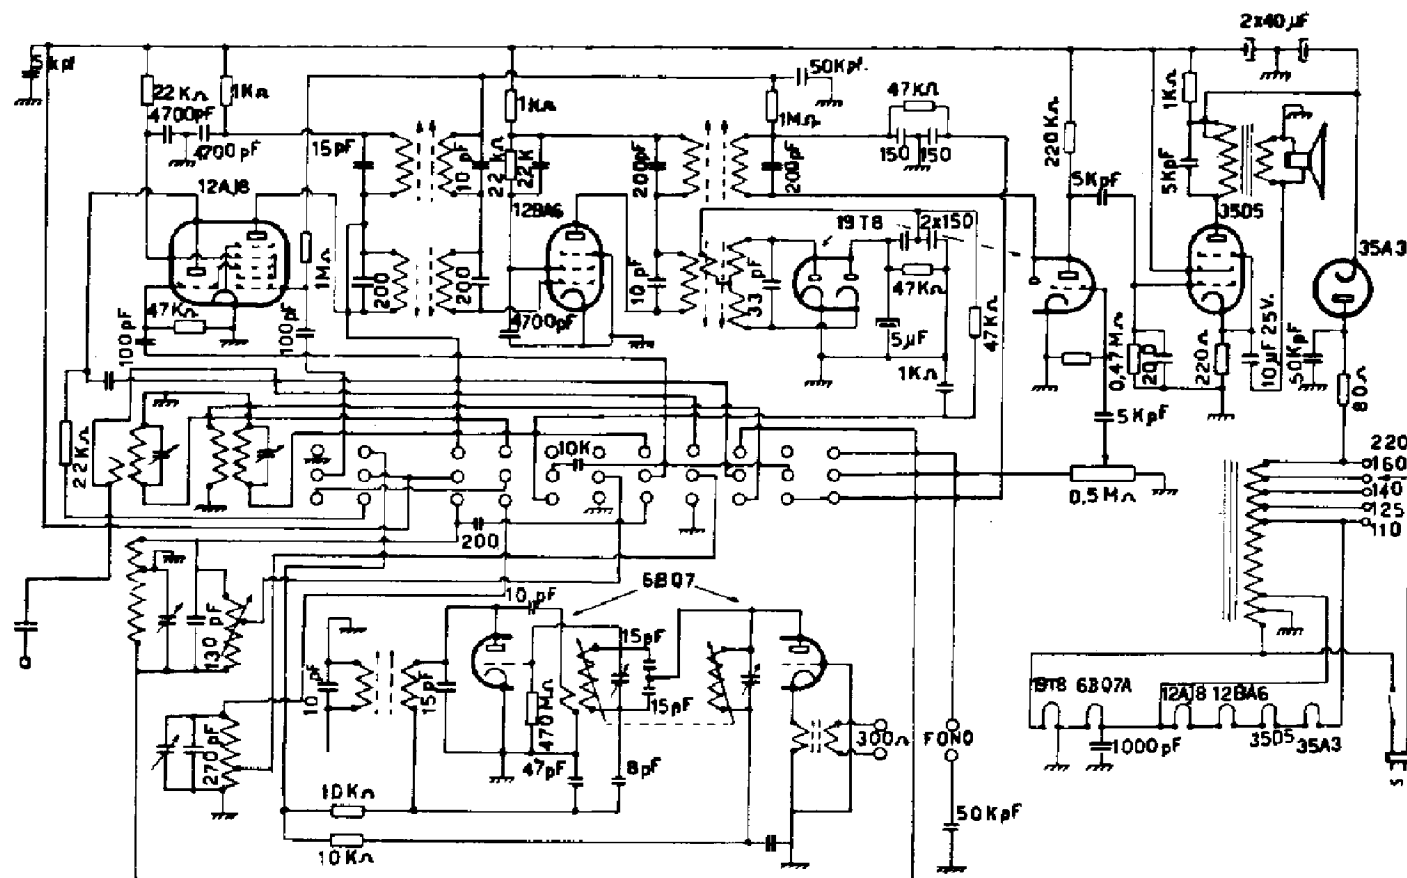 2x40µF
5kpf
22KΩ
1KΩ
4700pF
4700pF
15pF
10pF
1KΩ
22KΩ
22K
50Kpf.
1MΩ
47KΩ
150
150
200pF
200pF
220KΩ
5KpF
1KΩ
5KpF
3505
35A3
12AJ8
12BA6
19T8
2x150
1MΩ
200
200
10pF
33pF
47KΩ
5µF
47KΩ
1KΩ
47KΩ
100pF
100pF
4700pF
0,47MΩ
200
220Ω
10µF25V.
50KpF
80Ω
5KpF
22KΩ
10K
0,5MΩ
220
160
140
125
110
200
130pF
10pF
6BQ7
15pF
15pF
10pF
15pF
470MΩ
47pF
8pF
300Ω
FONO
270pF
10KΩ
10KΩ
50KpF
19T8
6BQ7A
12AJ8
12BA6
3505
35A3
1000pF
S